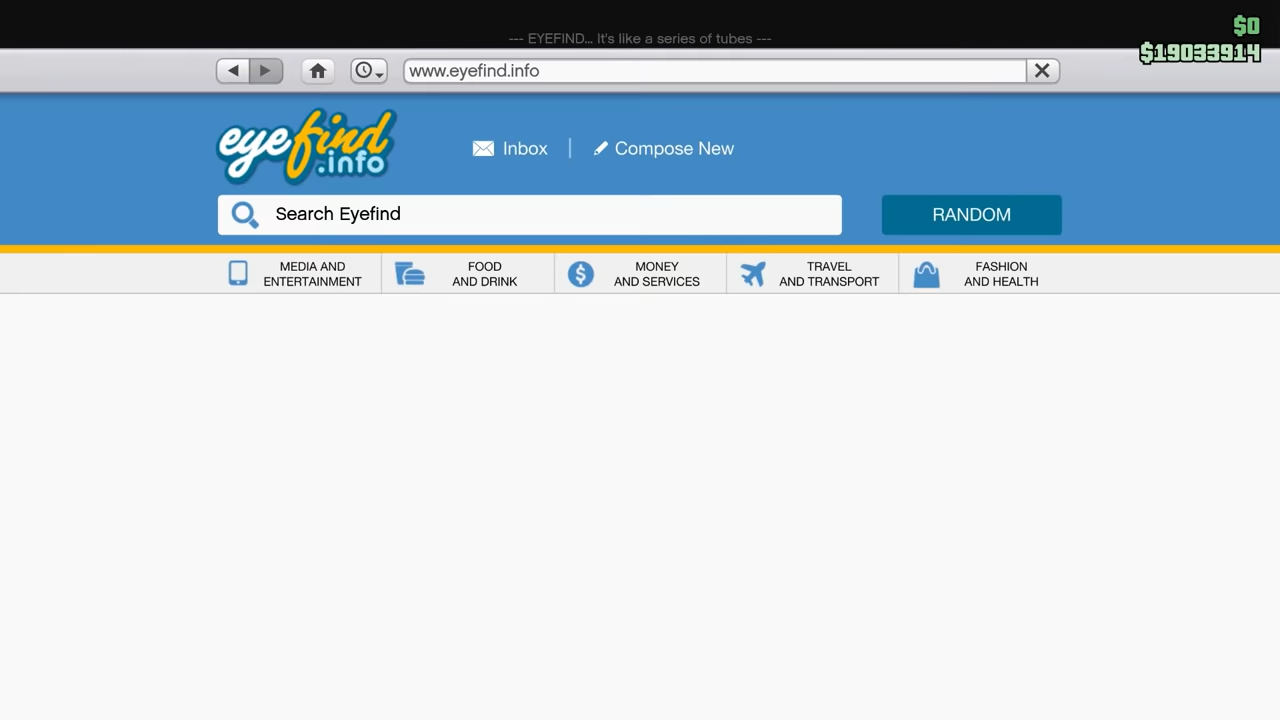 $0
--- EYEFIND... It's like a series of tubes ---
$19033914
www.eyefind.info
eyefind
.info
Inbox
Compose New
Search Eyefind
RANDOM
MEDIA AND
ENTERTAINMENT
FOOD
AND DRINK
MONEY
AND SERVICES
TRAVEL
AND TRANSPORT
FASHION
AND HEALTH